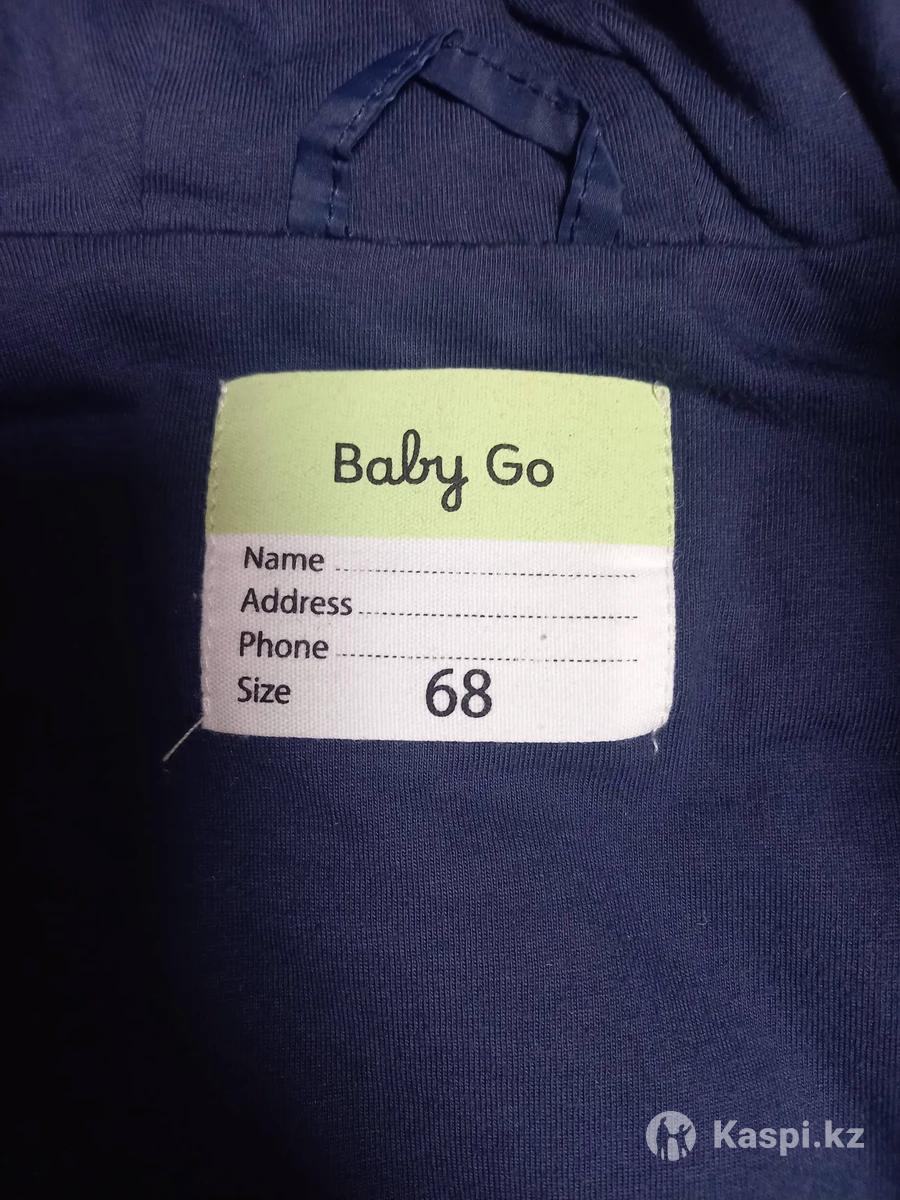 Baby Go
Name
Address
Phone
Size 68
Kaspi.kz